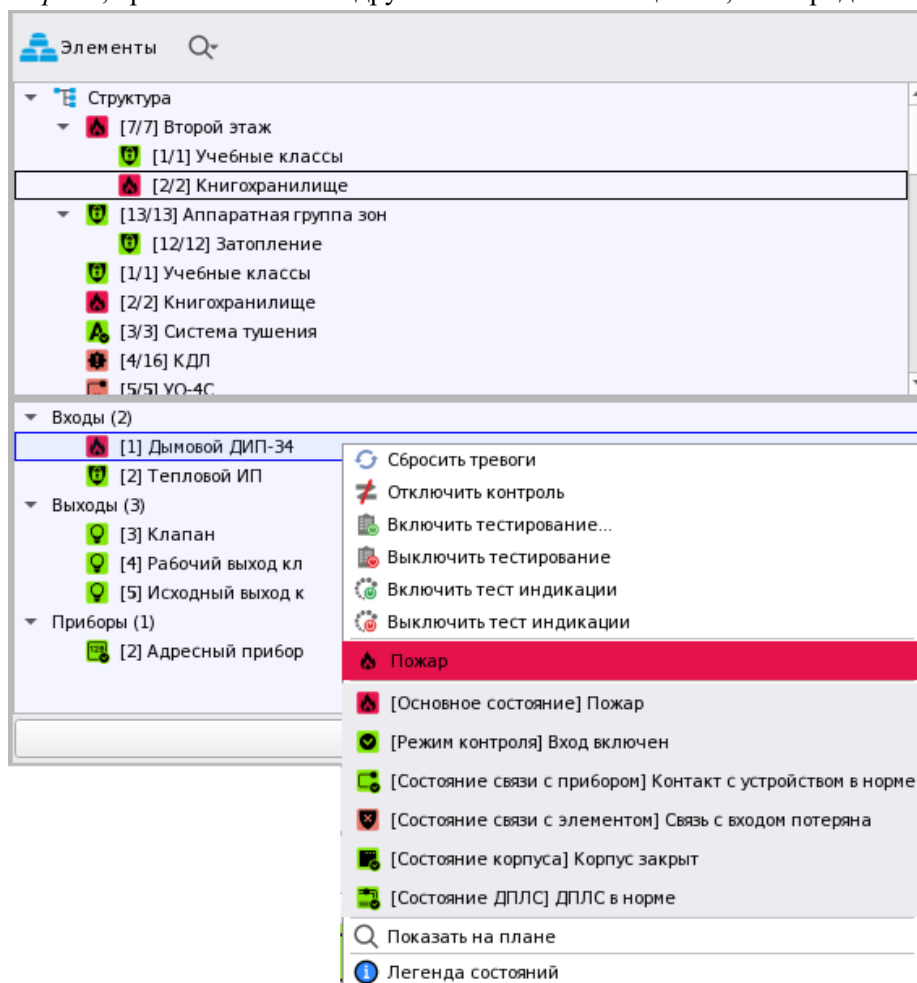 Элементы
Структура
[7/7] Второй этаж
[1/1] Учебные классы
[2/2] Книгохранилище
[13/13] Аппаратная группа зон
[12/12] Затопление
[1/1] Учебные классы
[2/2] Книгохранилище
[3/3] Система тушения
[4/16] КДЛ
[5/5] УО-4С
Входы (2)
[1] Дымовой ДИП-34
[2] Тепловой ИП
Выходы (3)
[3] Клапан
[4] Рабочий выход кл
[5] Исходный выход к
Приборы (1)
[2] Адресный прибор
Сбросить тревоги
Отключить контроль
Включить тестирование...
Выключить тестирование
Включить тест индикации
Выключить тест индикации
Пожар
[Основное состояние] Пожар
[Режим контроля] Вход включен
[Состояние связи с прибором] Контакт с устройством в норме
[Состояние связи с элементом] Связь с входом потеряна
[Состояние корпуса] Корпус закрыт
[Состояние ДПЛС] ДПЛС в норме
Показать на плане
Легенда состояний